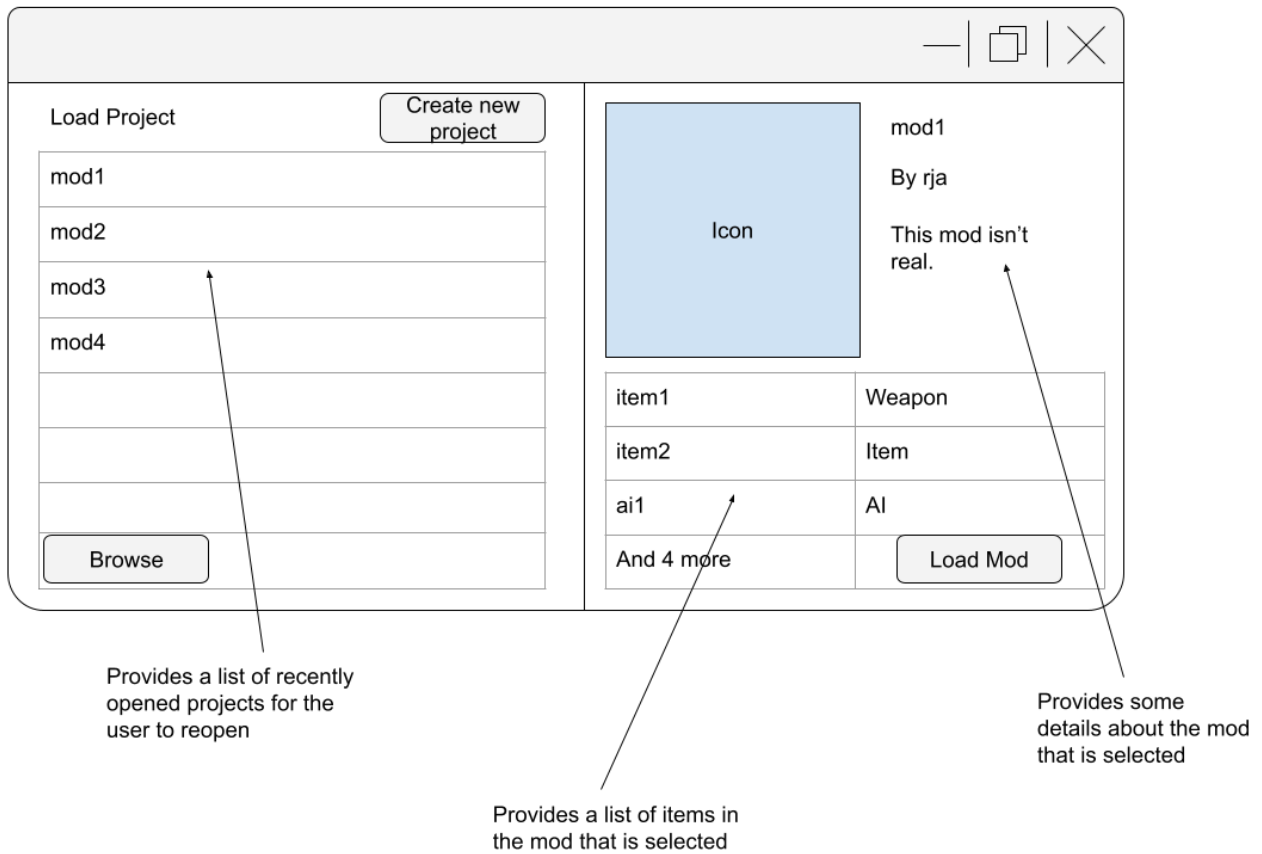 Load Project
Create new
project
mod1
mod2
mod3
mod4
Browse
Icon
mod1
By rja
This mod isn't
real.
item1
Weapon
item2
Item
ai1
AI
And 4 more
Load Mod
Provides a list of recently
opened projects for the
user to reopen
Provides a list of items in
the mod that is selected
Provides some
details about the mod
that is selected